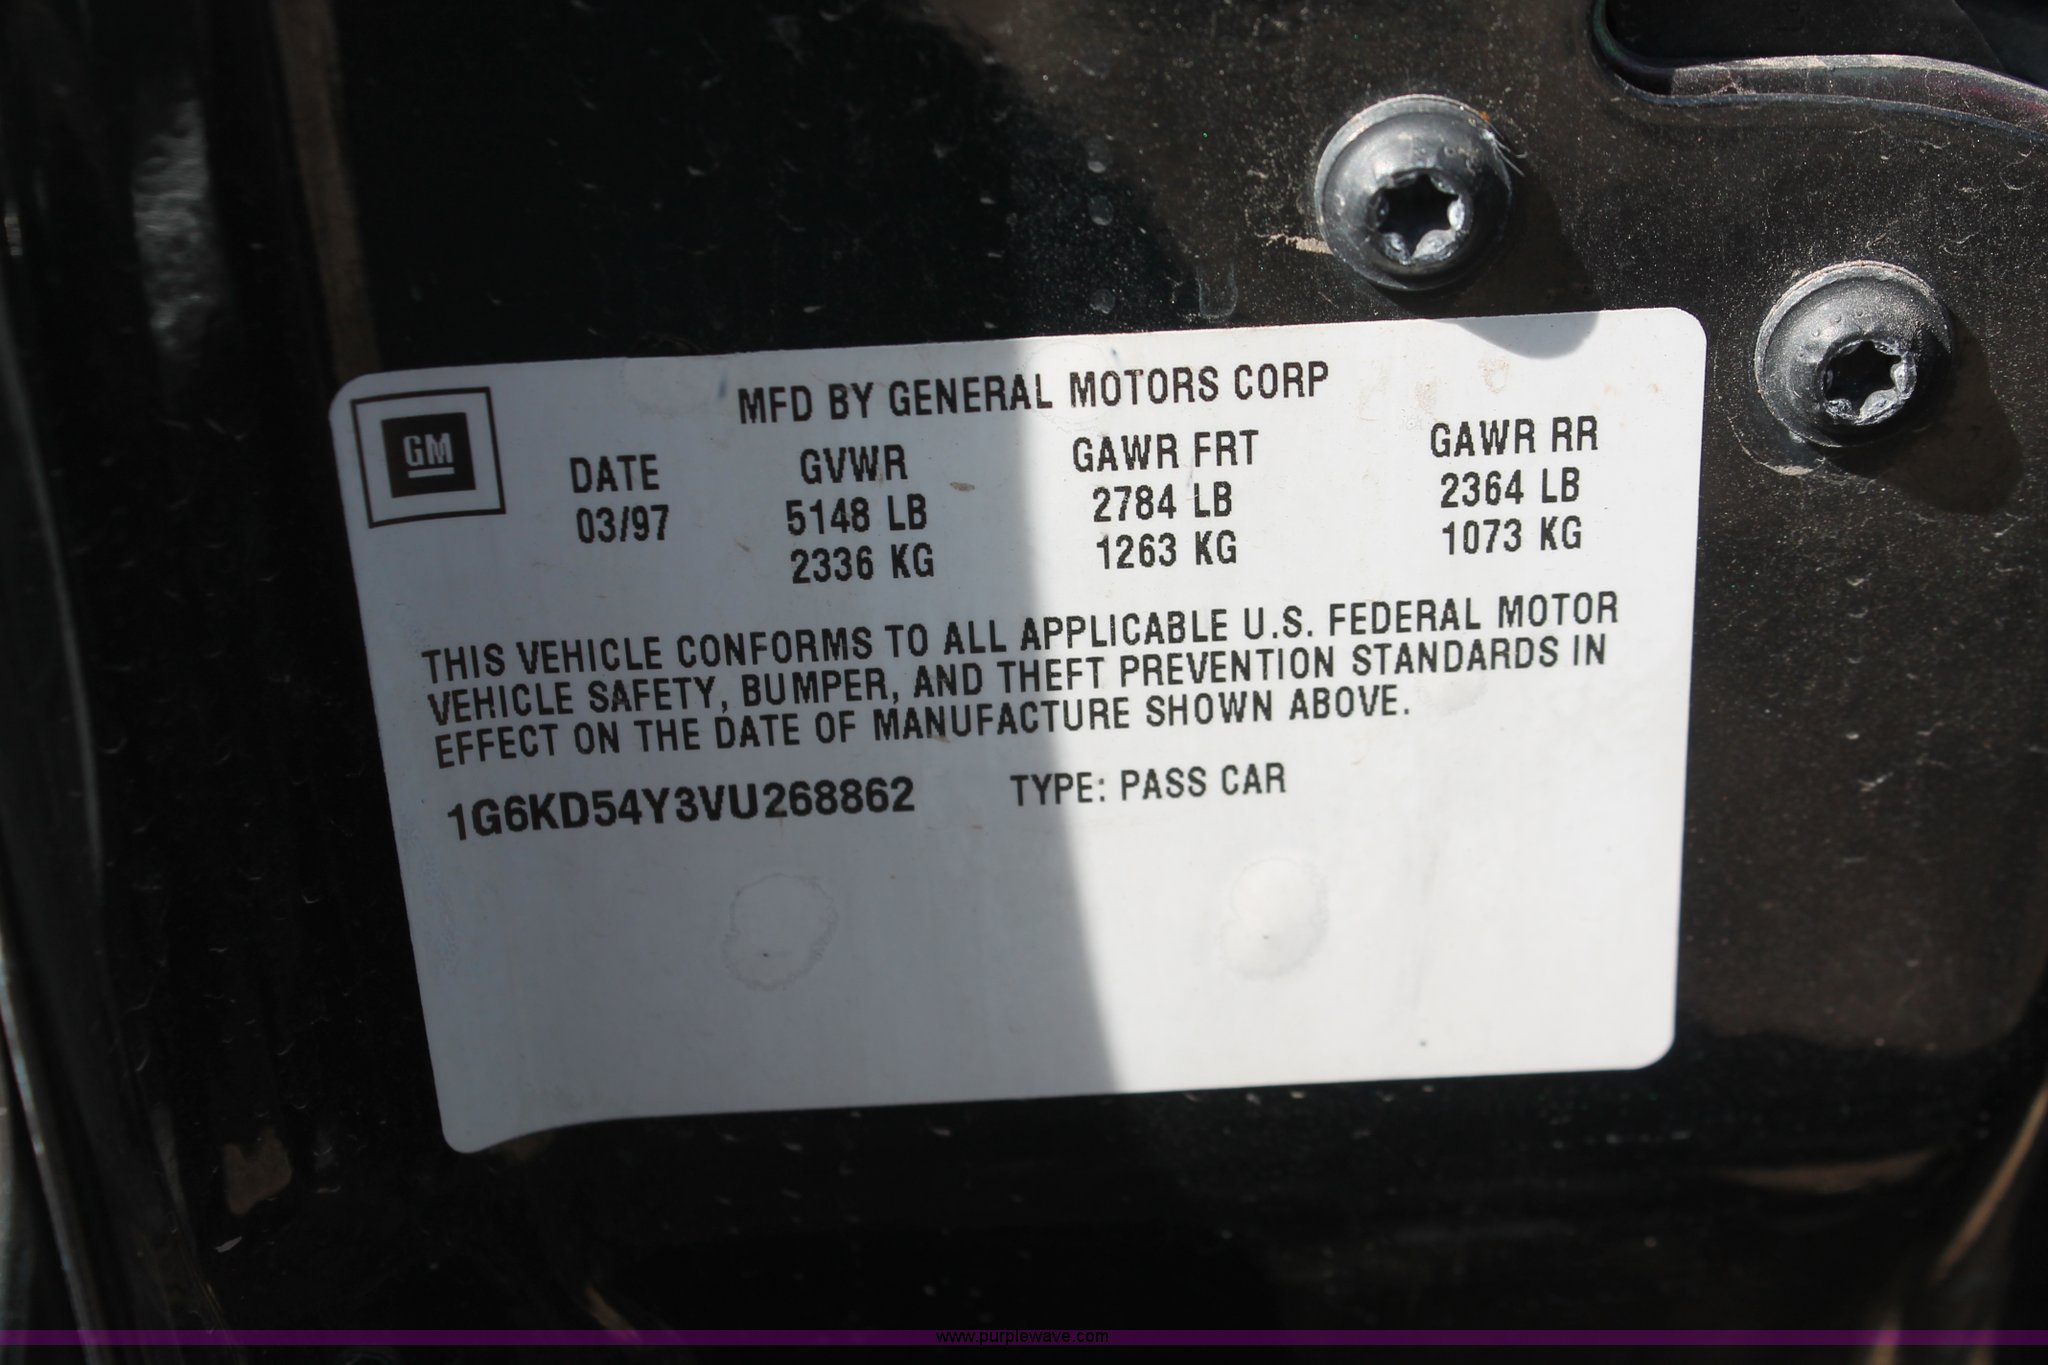 MFD BY GENERAL MOTORS CORP
GM
DATE GVWR GAWR FRT GAWR RR
03/97 5148 LB 2784 LB 2364 LB
2336 KG 1263 KG 1073 KG
THIS VEHICLE CONFORMS TO ALL APPLICABLE U.S. FEDERAL MOTOR
VEHICLE SAFETY, BUMPER, AND THEFT PREVENTION STANDARDS IN
EFFECT ON THE DATE OF MANUFACTURE SHOWN ABOVE.
1G6KD54Y3VU268862 TYPE: PASS CAR
www.purplewave.com